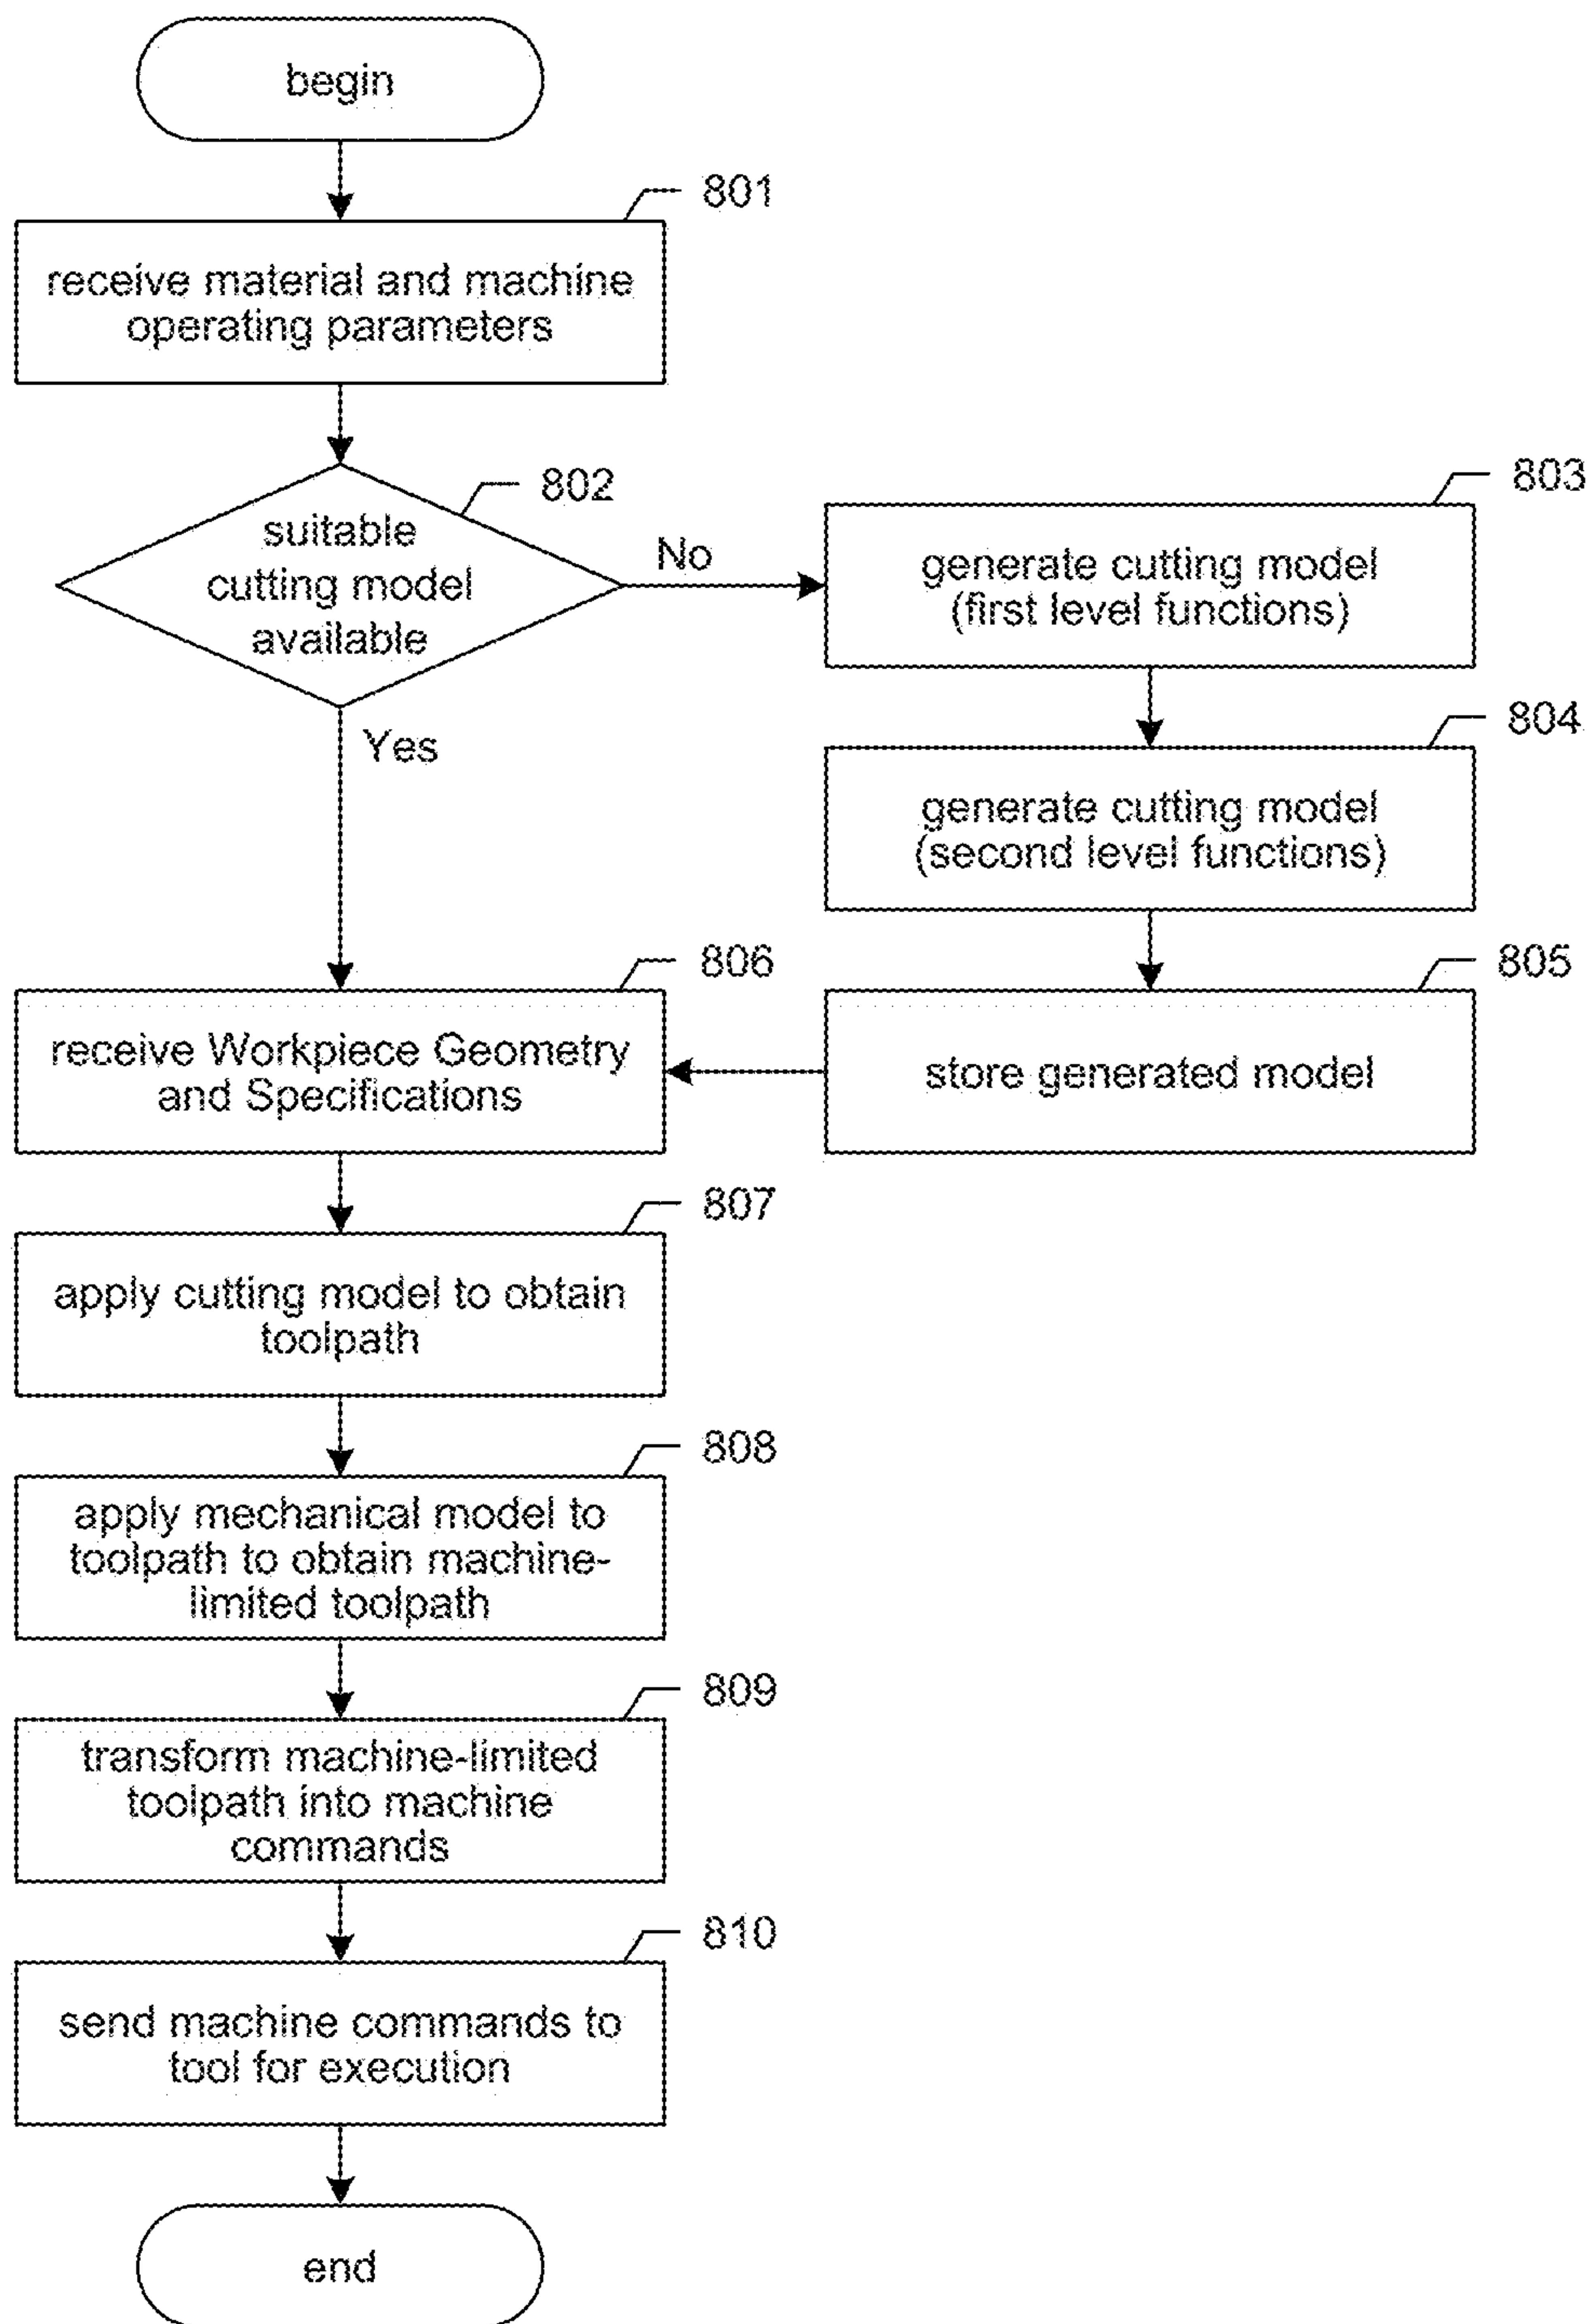 begin
801
receive material and machine
operating parameters
802
suitable
cutting model
available
No
Yes
803
generate cutting model
(first level functions)
804
generate cutting model
(second level functions)
805
store generated model
806
receive Workpiece Geometry
and Specifications
807
apply cutting model to obtain
toolpath
808
apply mechanical model to
toolpath to obtain machine-
limited toolpath
809
transform machine-limited
toolpath into machine
commands
810
send machine commands to
tool for execution
end